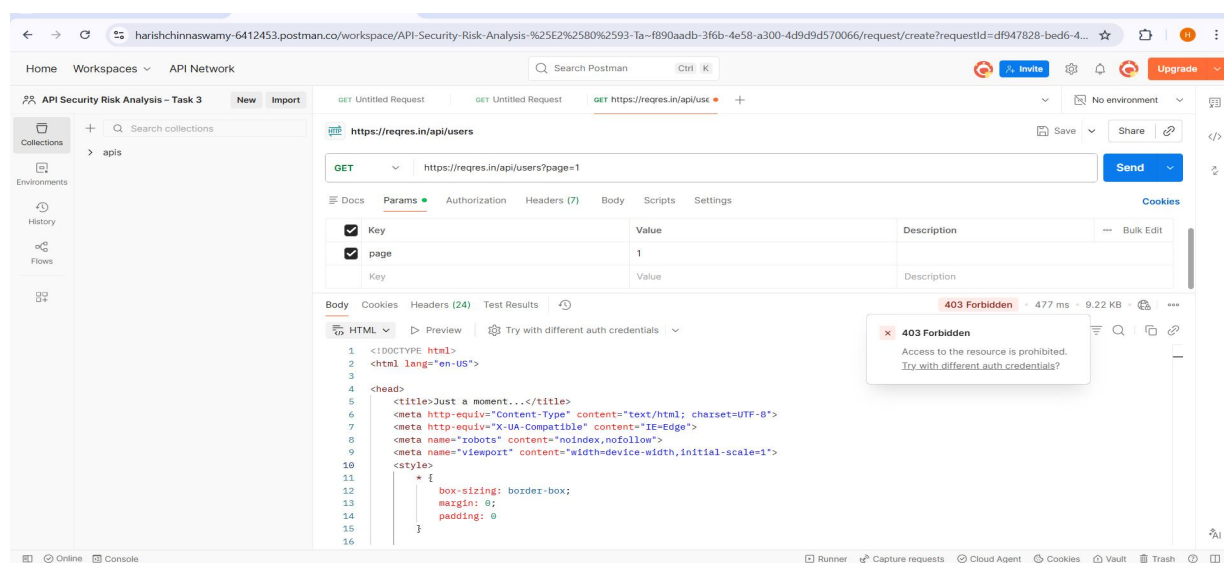 harishchinnaswamy-6412453.postman.co/workspace/API-Security-Risk-Analysis-%25E2%2580%2593-Ta~f890aadb-3f6b-4e58-a300-4d9d9d570066/request/create?requestId=df947828-bed6-4...
H
Home Workspaces API Network Search Postman Ctrl K Invite Upgrade
API Security Risk Analysis – Task 3 New Import GET Untitled Request GET Untitled Request GET https://reqres.in/api/use No environment
Collections Search collections HTTP https://reqres.in/api/users Save Share
apis
Environments GET https://reqres.in/api/users?page=1 Send
History Docs Params Authorization Headers (7) Body Scripts Settings Cookies
Key Value Description Bulk Edit
Flows page 1
Key Value Description
Body Cookies Headers (24) Test Results 403 Forbidden 477 ms 9.22 KB
HTML Preview Try with different auth credentials
403 Forbidden
Access to the resource is prohibited.
Try with different auth credentials?
1 <!DOCTYPE html>
2 <html lang="en-US">
3
4 <head>
5 <title>Just a moment...</title>
6 <meta http-equiv="Content-Type" content="text/html; charset=UTF-8">
7 <meta http-equiv="X-UA-Compatible" content="IE=Edge">
8 <meta name="robots" content="noindex,nofollow">
9 <meta name="viewport" content="width=device-width,initial-scale=1">
10 <style>
11 * {
12 box-sizing: border-box;
13 margin: 0;
14 padding: 0
15 }
16
AI
Online Console Runner Capture requests Cloud Agent Cookies Vault Trash